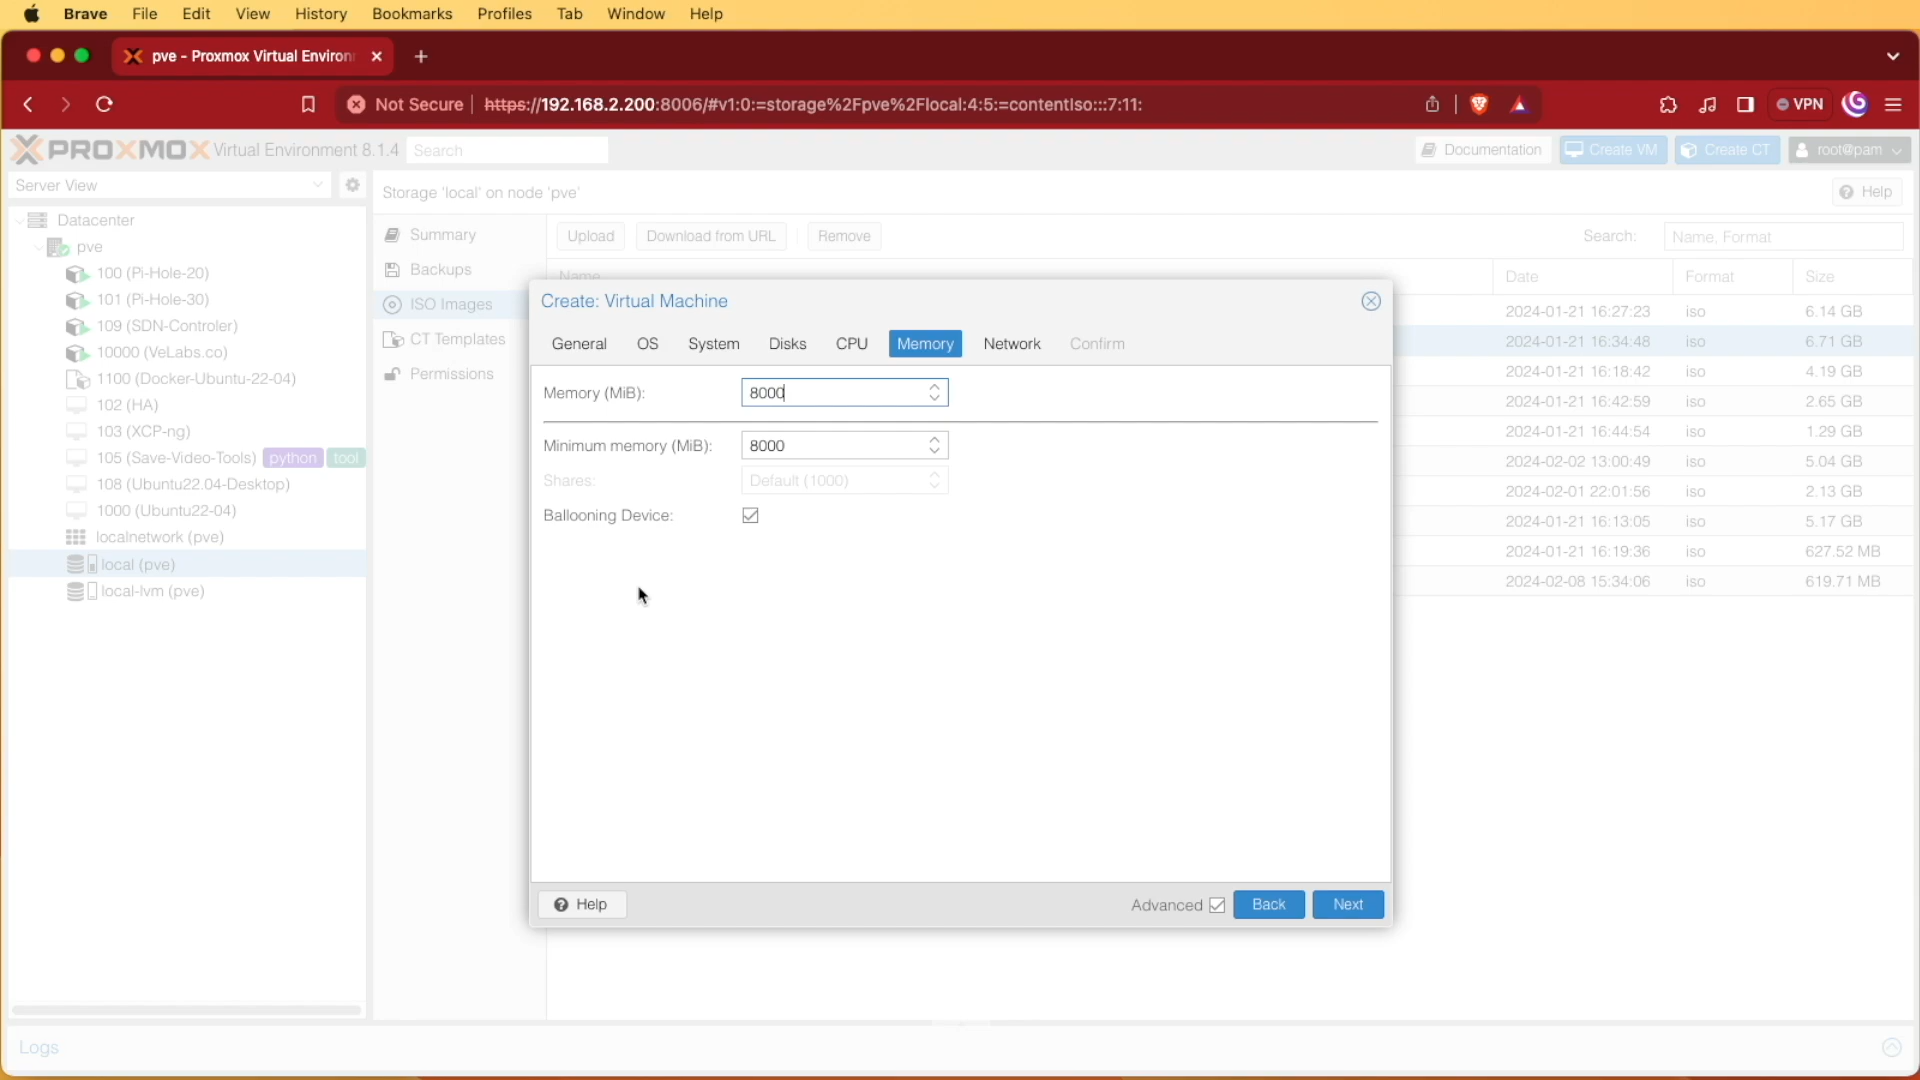 Brave File Edit View History Bookmarks Profiles Tab Window Help
pve - Proxmox Virtual Environ
Not Secure https://192.168.2.200:8006/#v1:0:=storage%2Fpve%2Flocal:4:5:=contentIso:::7:11: VPN
PROXMOX Virtual Environment 8.1.4 Search Documentation Create VM Create CT root@pam
Server View Storage 'local' on node 'pve' Help
Datacenter
pve
100 (Pi-Hole-20)
101 (Pi-Hole-30)
109 (SDN-Controler)
10000 (VeLabs.co)
1100 (Docker-Ubuntu-22-04)
102 (HA)
103 (XCP-ng)
105 (Save-Video-Tools) python tool
108 (Ubuntu22.04-Desktop)
1000 (Ubuntu22-04)
localnetwork (pve)
local (pve)
local-lvm (pve)
Summary
Backups
ISO Images
CT Templates
Permissions
Upload Download from URL Remove Search: Name, Format
Name Date Format Size
2024-01-21 16:27:23 iso 6.14 GB
2024-01-21 16:34:48 iso 6.71 GB
2024-01-21 16:18:42 iso 4.19 GB
2024-01-21 16:42:59 iso 2.65 GB
2024-01-21 16:44:54 iso 1.29 GB
2024-02-02 13:00:49 iso 5.04 GB
2024-02-01 22:01:56 iso 2.13 GB
2024-01-21 16:13:05 iso 5.17 GB
2024-01-21 16:19:36 iso 627.52 MB
2024-02-08 15:34:06 iso 619.71 MB
Create: Virtual Machine
General OS System Disks CPU Memory Network Confirm
Memory (MiB): 8000
Minimum memory (MiB): 8000
Shares: Default (1000)
Ballooning Device:
Help Advanced Back Next
Logs